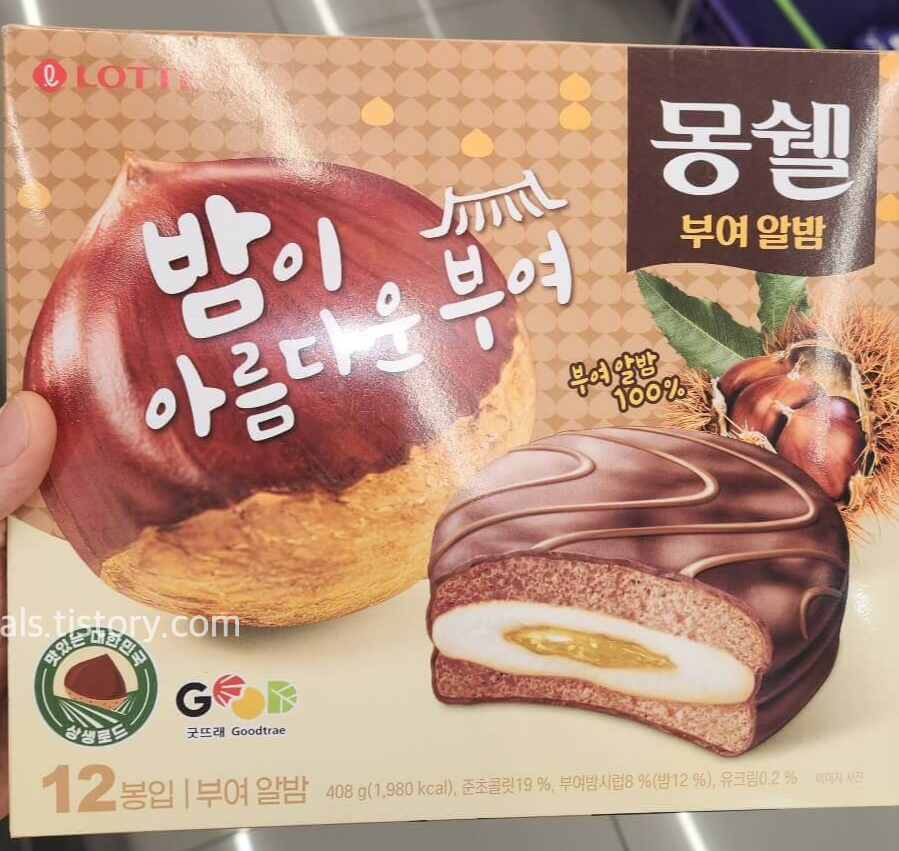 LOTTE
몽쉘
부여 알밤
밤이
아름다운 부여
부여 알밤
100%
als.tistory.com
맛있는 대한민국
상생로드
GOOD
굿뜨래 Goodtrae
12봉입 | 부여 알밤
408 g(1,980 kcal), 준초콜릿19 %, 부여밤시럽8 %(밤12 %), 유크림0.2 %
이미지 사진